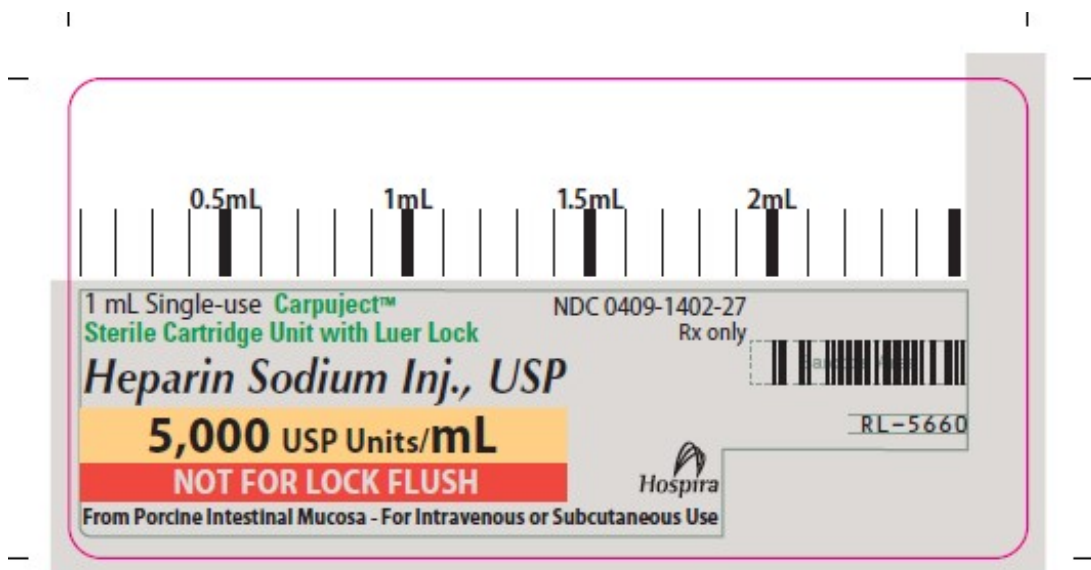 0.5mL 1mL 1.5mL 2mL
1 mL Single-use Carpuject™
Sterile Cartridge Unit with Luer Lock
NDC 0409-1402-27
Rx only
Heparin Sodium Inj., USP
5,000 USP Units/mL
NOT FOR LOCK FLUSH
RL-5660
Hospira
From Porcine Intestinal Mucosa - For Intravenous or Subcutaneous Use